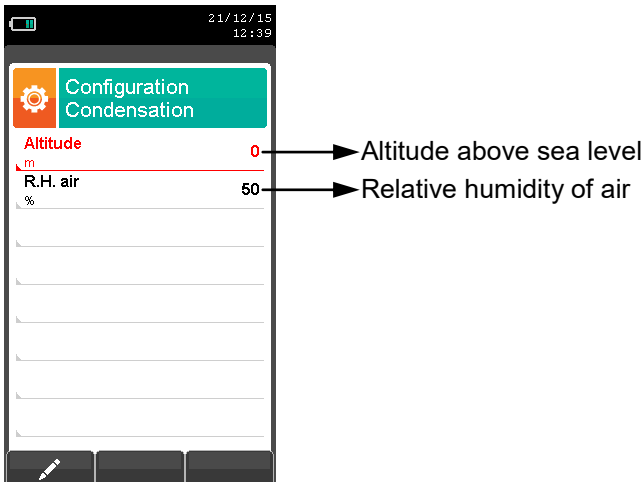 21/12/15
12:39
Configuration
Condensation
Altitude
m
0
Altitude above sea level
R.H. air
%
50
Relative humidity of air